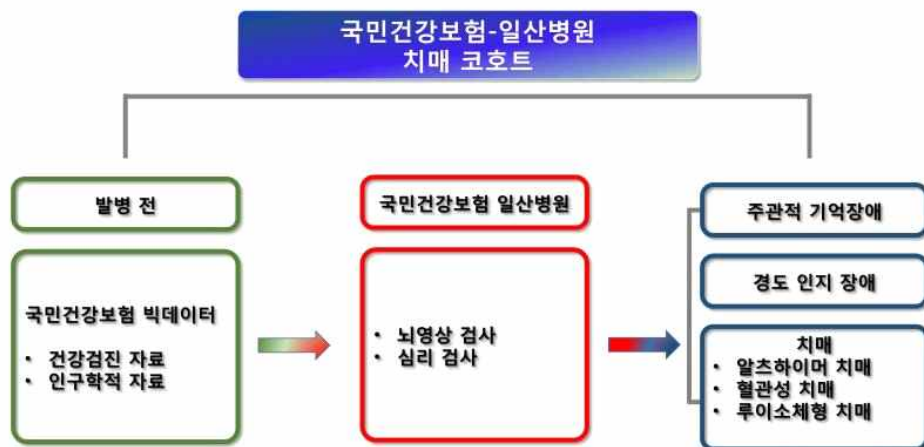 국민건강보험-일산병원
치매 코호트
발병 전
국민건강보험 빅데이터
• 건강검진 자료
• 인구학적 자료
국민건강보험 일산병원
• 뇌영상 검사
• 심리 검사
주관적 기억장애
경도 인지 장애
치매
• 알츠하이머 치매
• 혈관성 치매
• 루이소체형 치매